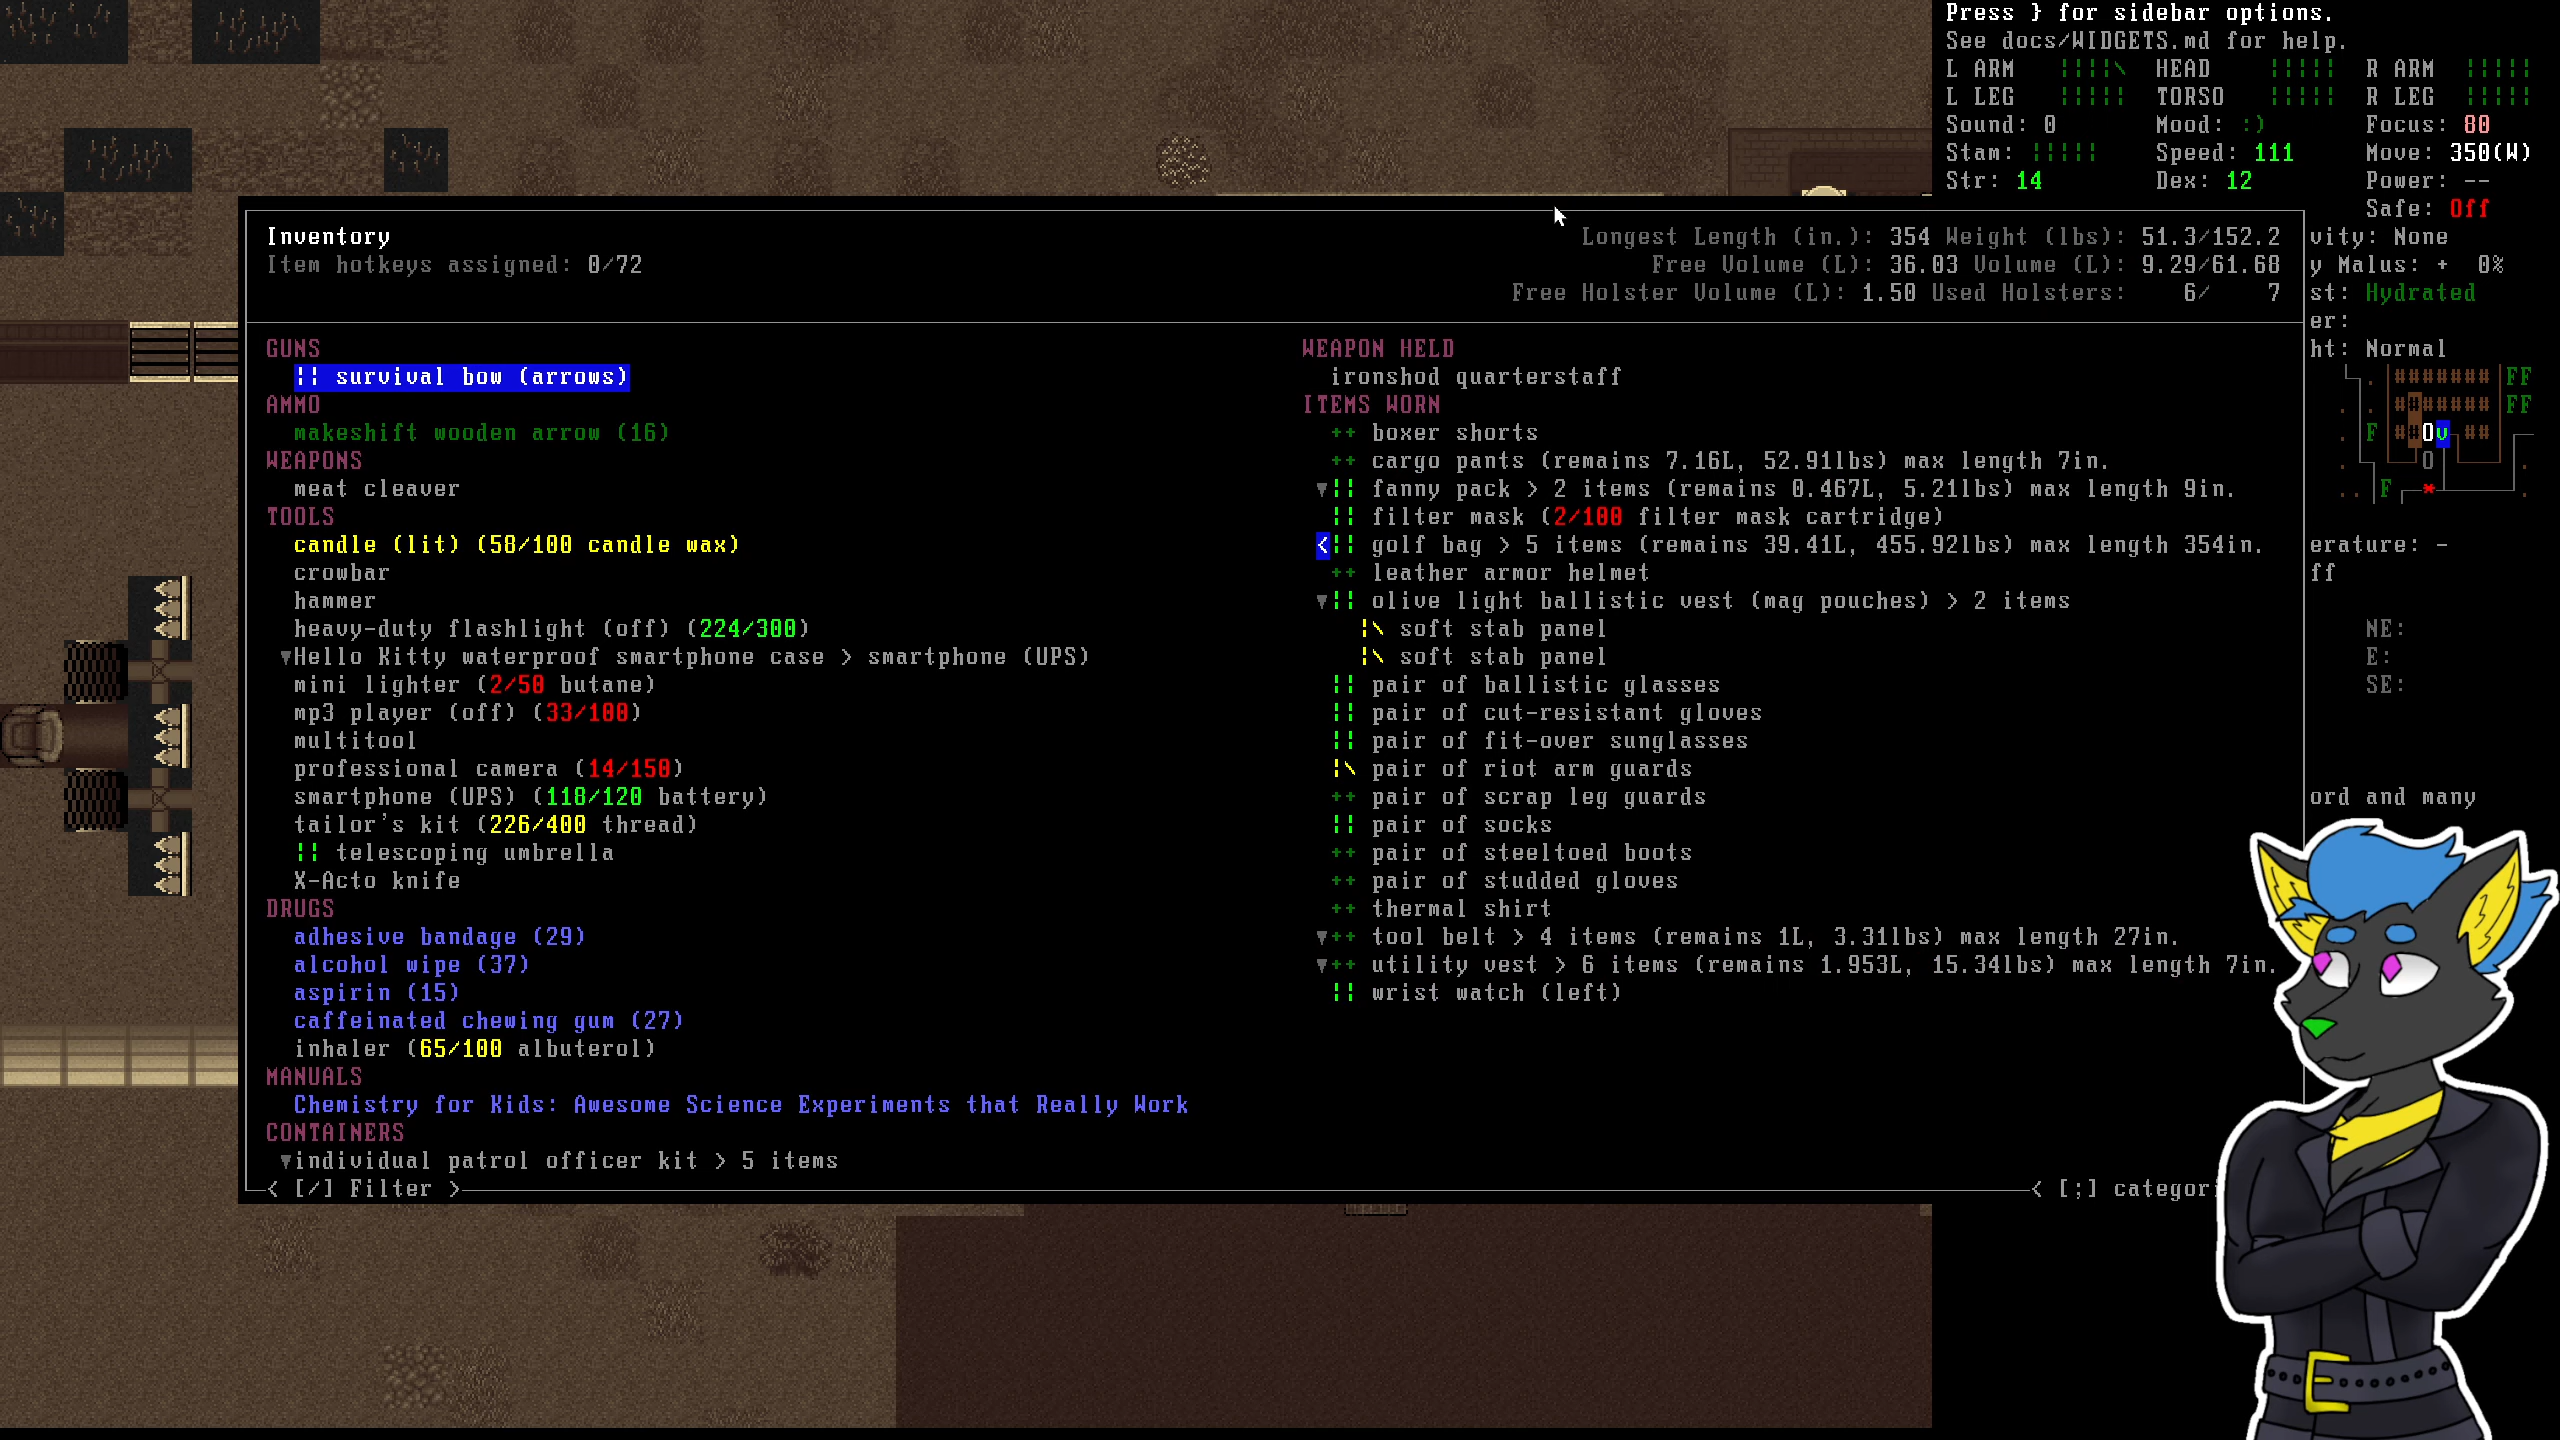 Press } for sidebar options.
See docs/WIDGETS.md for help.
L ARM ¦¦¦¦\ HEAD ¦¦¦¦¦ R ARM ¦¦¦¦¦
L LEG ¦¦¦¦¦ TORSO ¦¦¦¦¦ R LEG ¦¦¦¦¦
Sound: 0 Mood: :) Focus: 80
Stam: ¦¦¦¦¦ Speed: 111 Move: 350(W)
Str: 14 Dex: 12 Power: --
Safe: Off
vity: None
y Malus: + 0%
st: Hydrated
er:
ht: Normal
. ####### FF
. . ####### FF
. F ##Ov ##
. O .
.. F * .
erature: -
ff
NE:
E:
SE:
ord and many
Inventory
Item hotkeys assigned: 0/72
Longest Length (in.): 354 Weight (lbs): 51.3/152.2
Free Volume (L): 36.03 Volume (L): 9.29/61.68
Free Holster Volume (L): 1.50 Used Holsters: 6/ 7
GUNS
¦¦ survival bow (arrows)
AMMO
makeshift wooden arrow (16)
WEAPONS
meat cleaver
TOOLS
candle (lit) (58/100 candle wax)
crowbar
hammer
heavy-duty flashlight (off) (224/300)
▼Hello Kitty waterproof smartphone case > smartphone (UPS)
mini lighter (2/50 butane)
mp3 player (off) (33/100)
multitool
professional camera (14/150)
smartphone (UPS) (118/120 battery)
tailor's kit (226/400 thread)
¦¦ telescoping umbrella
X-Acto knife
DRUGS
adhesive bandage (29)
alcohol wipe (37)
aspirin (15)
caffeinated chewing gum (27)
inhaler (65/100 albuterol)
MANUALS
Chemistry for Kids: Awesome Science Experiments that Really Work
CONTAINERS
▼individual patrol officer kit > 5 items
< [/] Filter >
WEAPON HELD
ironshod quarterstaff
ITEMS WORN
++ boxer shorts
++ cargo pants (remains 7.16L, 52.91lbs) max length 7in.
▼¦¦ fanny pack > 2 items (remains 0.467L, 5.21lbs) max length 9in.
¦¦ filter mask (2/100 filter mask cartridge)
<¦¦ golf bag > 5 items (remains 39.41L, 455.92lbs) max length 354in.
++ leather armor helmet
▼¦¦ olive light ballistic vest (mag pouches) > 2 items
¦\ soft stab panel
¦\ soft stab panel
¦¦ pair of ballistic glasses
¦¦ pair of cut-resistant gloves
¦¦ pair of fit-over sunglasses
¦\ pair of riot arm guards
++ pair of scrap leg guards
¦¦ pair of socks
++ pair of steeltoed boots
++ pair of studded gloves
++ thermal shirt
▼++ tool belt > 4 items (remains 1L, 3.31lbs) max length 27in.
▼++ utility vest > 6 items (remains 1.953L, 15.34lbs) max length 7in.
¦¦ wrist watch (left)
< [;] categor